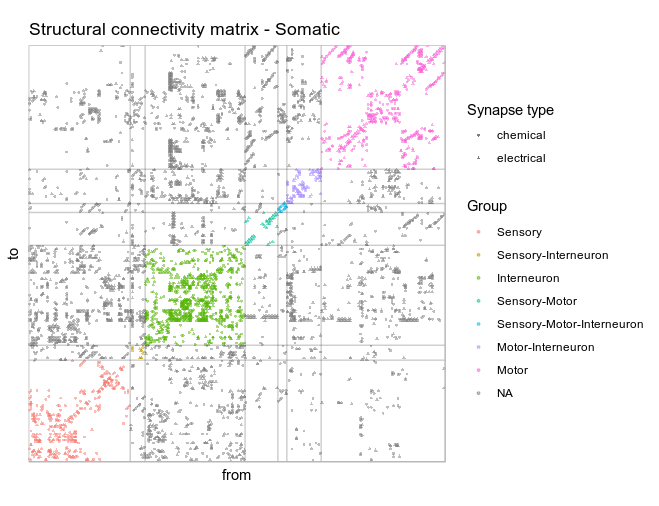 Structural connectivity matrix - Somatic
to
from
Synapse type
chemical
electrical
Group
Sensory
Sensory-Interneuron
Interneuron
Sensory-Motor
Sensory-Motor-Interneuron
Motor-Interneuron
Motor
NA